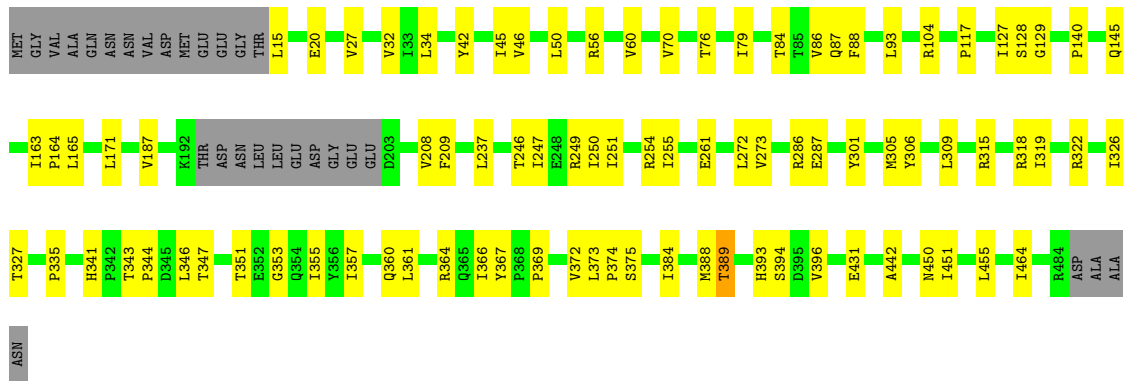 MET GLY VAL ALA GLN ASN ASN VAL ASP MET GLU GLU GLY THR L15 E20 V27 V32 I33 L34 Y42 I45 V46 L50 R56 V60 V70 T76 I79 T84 T85 V86 Q87 F88 L93 R104 P117 I127 S128 G129 P140 Q145
I163 P164 L165 L171 V187 K192 THR ASP ASN LEU LEU GLU ASP GLY GLU GLU D203 V208 F209 L237 T246 I247 E248 R249 I250 I251 R254 I255 E261 L272 V273 R286 E287 Y301 M305 Y306 L309 R315 R318 I319 R322 I326
T327 P335 H341 P342 T343 P344 D345 L346 T347 T351 E352 G353 Q354 I355 Y356 I357 Q360 L361 R364 Q365 I366 Y367 P368 P369 V372 L373 P374 S375 I384 M388 T389 H393 S394 D395 V396 E431 A442 N450 I451 L455 I464 R484 ASP ALA ALA
ASN